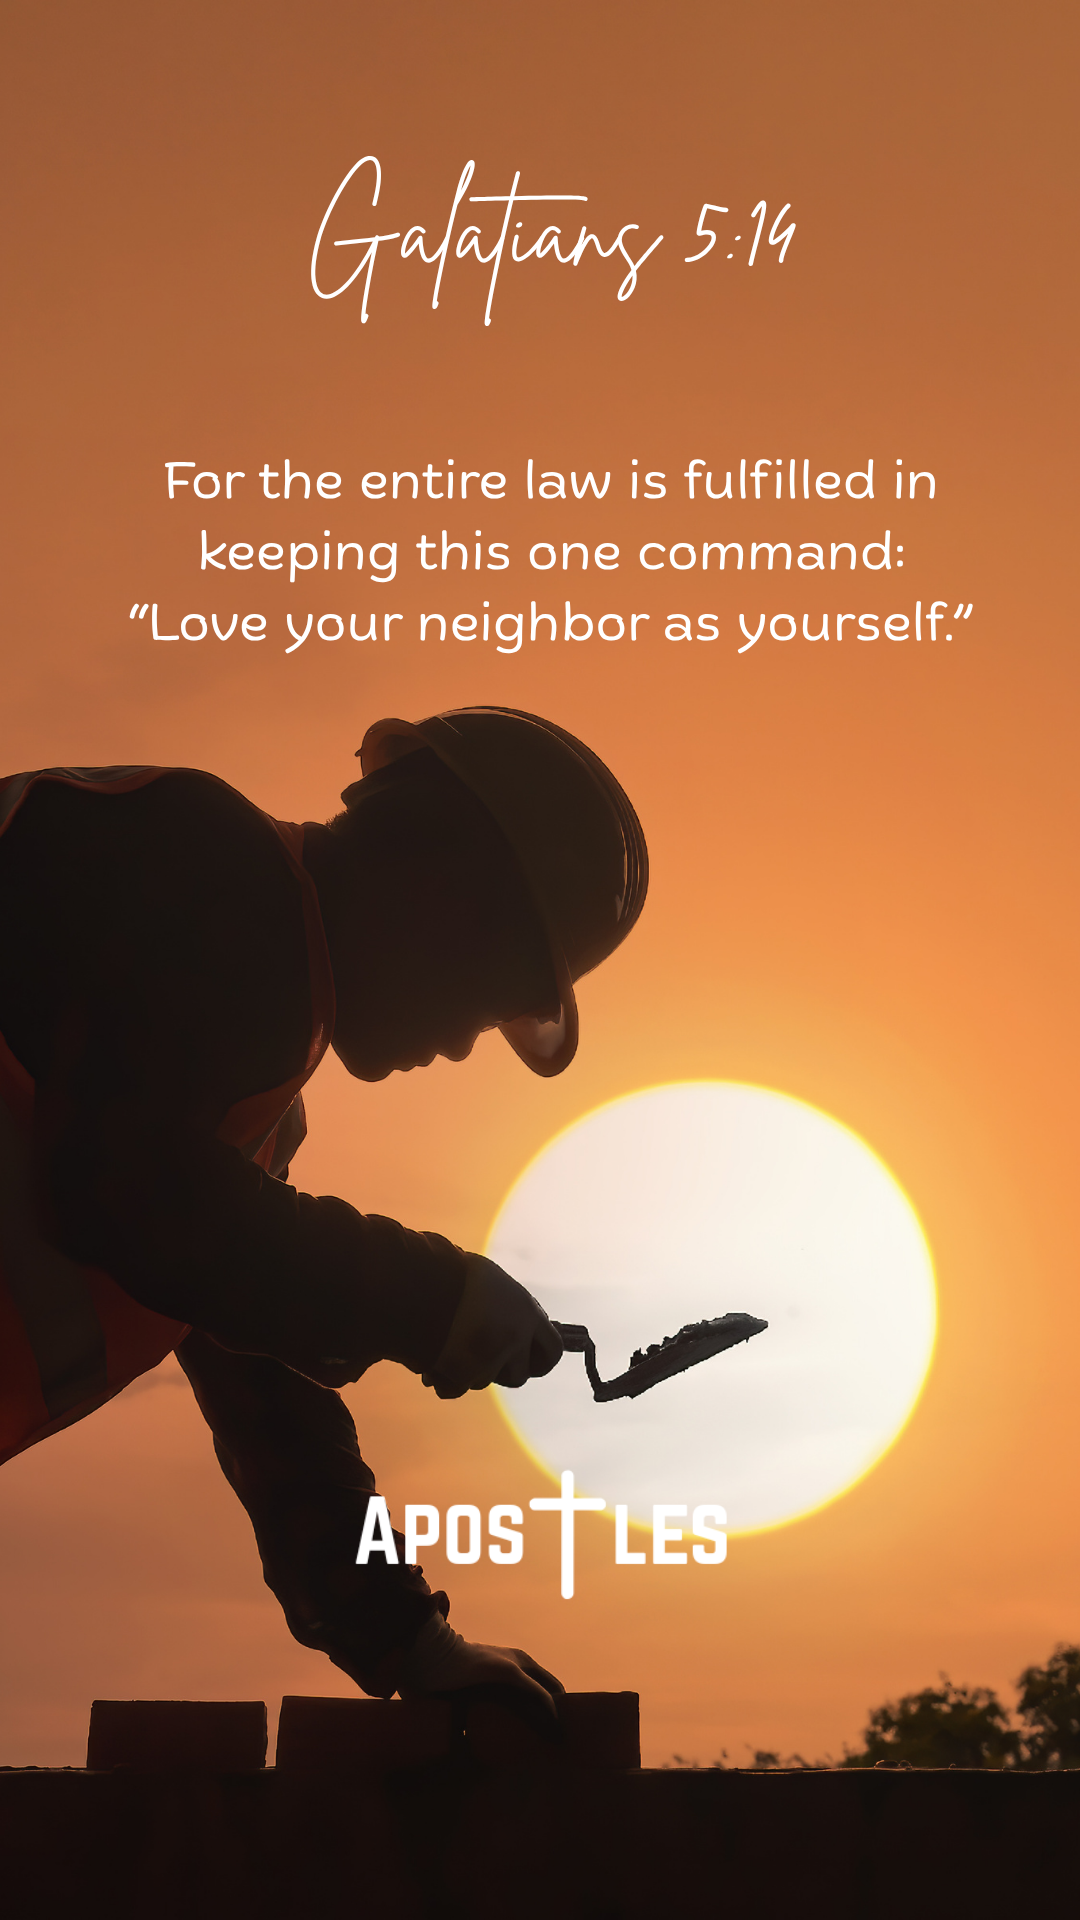 Galatians 5:14
For the entire law is fulfilled in
keeping this one command:
“Love your neighbor as yourself.”
APOSTLES